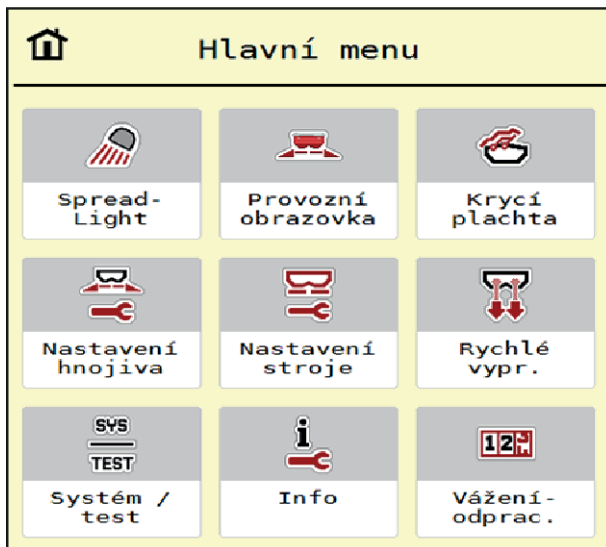 Hlavní menu
Spread-
Light
Provozní
obrazovka
Krycí
plachta
Nastavení
hnojiva
Nastavení
stroje
Rychlé
vypr.
SYS
TEST
Systém /
test
i
Info
12
Vážení-
odprac.